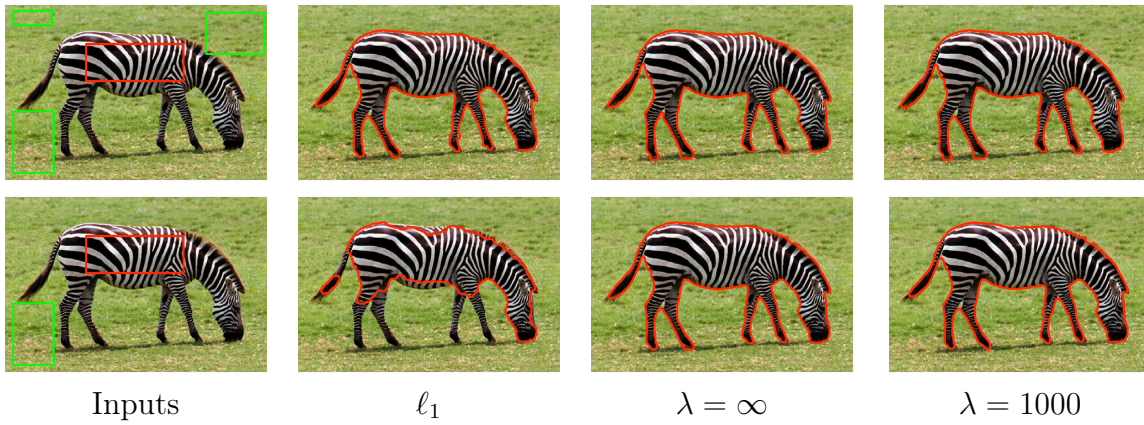 Inputs ℓ₁ λ = ∞ λ = 1000